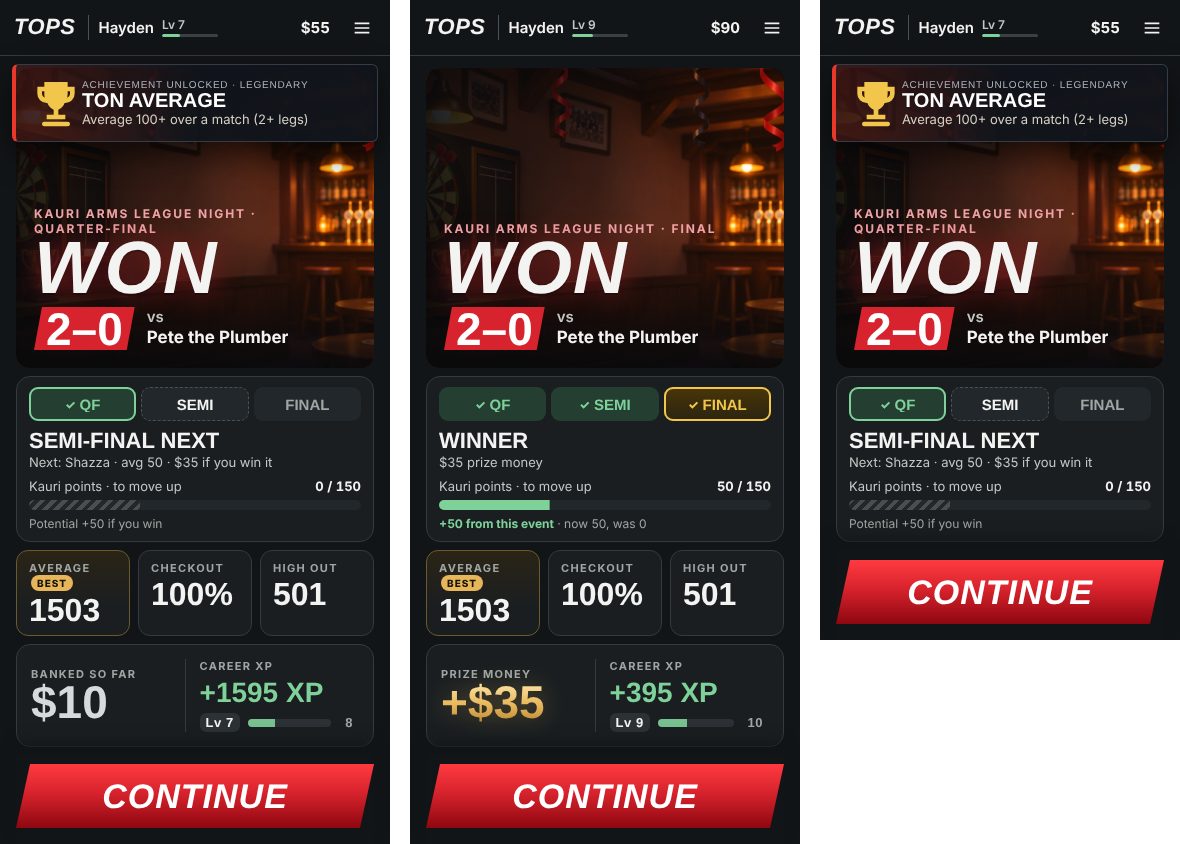 TOPS Hayden Lv 7 $55
ACHIEVEMENT UNLOCKED · LEGENDARY
TON AVERAGE
Average 100+ over a match (2+ legs)
KAURI ARMS LEAGUE NIGHT ·
QUARTER-FINAL
WON
2–0 vs
Pete the Plumber
✓ QF SEMI FINAL
SEMI-FINAL NEXT
Next: Shazza · avg 50 · $35 if you win it
Kauri points · to move up 0 / 150
Potential +50 if you win
AVERAGE BEST
1503
CHECKOUT
100%
HIGH OUT
501
BANKED SO FAR
$10
CAREER XP
+1595 XP
Lv 7 8
CONTINUE
TOPS Hayden Lv 9 $90
KAURI ARMS LEAGUE NIGHT · FINAL
WON
2–0 vs
Pete the Plumber
✓ QF ✓ SEMI ✓ FINAL
WINNER
$35 prize money
Kauri points · to move up 50 / 150
+50 from this event · now 50, was 0
AVERAGE BEST
1503
CHECKOUT
100%
HIGH OUT
501
PRIZE MONEY
+$35
CAREER XP
+395 XP
Lv 9 10
CONTINUE
TOPS Hayden Lv 7 $55
ACHIEVEMENT UNLOCKED · LEGENDARY
TON AVERAGE
Average 100+ over a match (2+ legs)
KAURI ARMS LEAGUE NIGHT ·
QUARTER-FINAL
WON
2–0 vs
Pete the Plumber
✓ QF SEMI FINAL
SEMI-FINAL NEXT
Next: Shazza · avg 50 · $35 if you win it
Kauri points · to move up 0 / 150
Potential +50 if you win
CONTINUE